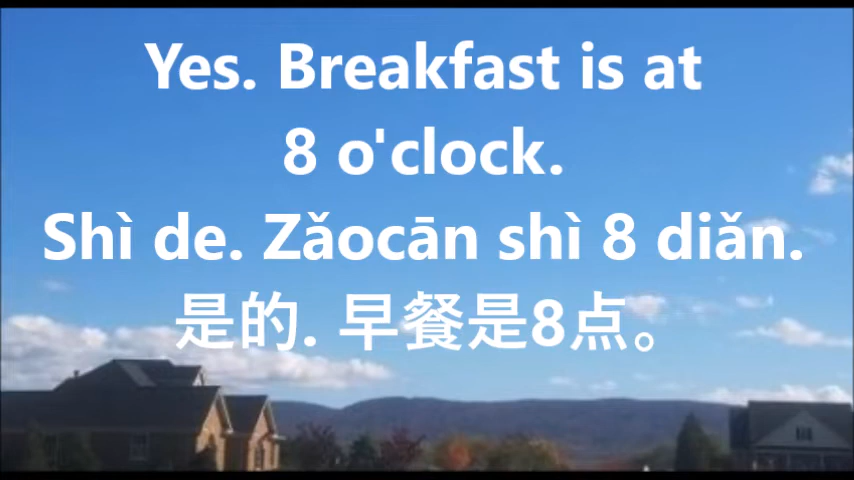 Yes. Breakfast is at
8 o'clock.
Shì de. Zǎocān shì 8 diǎn.
是的. 早餐是8点。